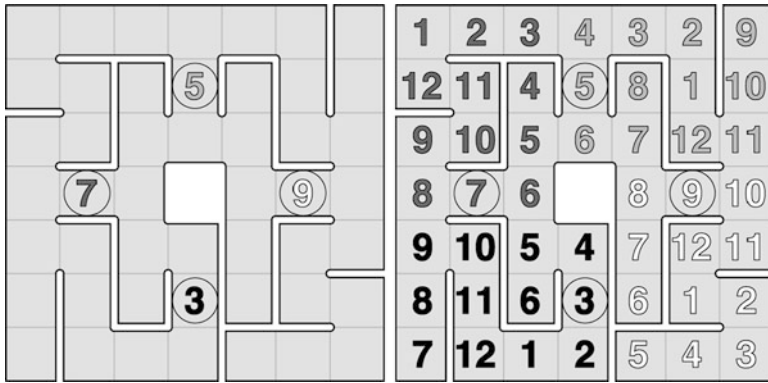 5
7 9
3
1 2 3 4 3 2 9
12 11 4 5 8 1 10
9 10 5 6 7 12 11
8 7 6 8 9 10
9 10 5 4 7 12 11
8 11 6 3 6 1 2
7 12 1 2 5 4 3